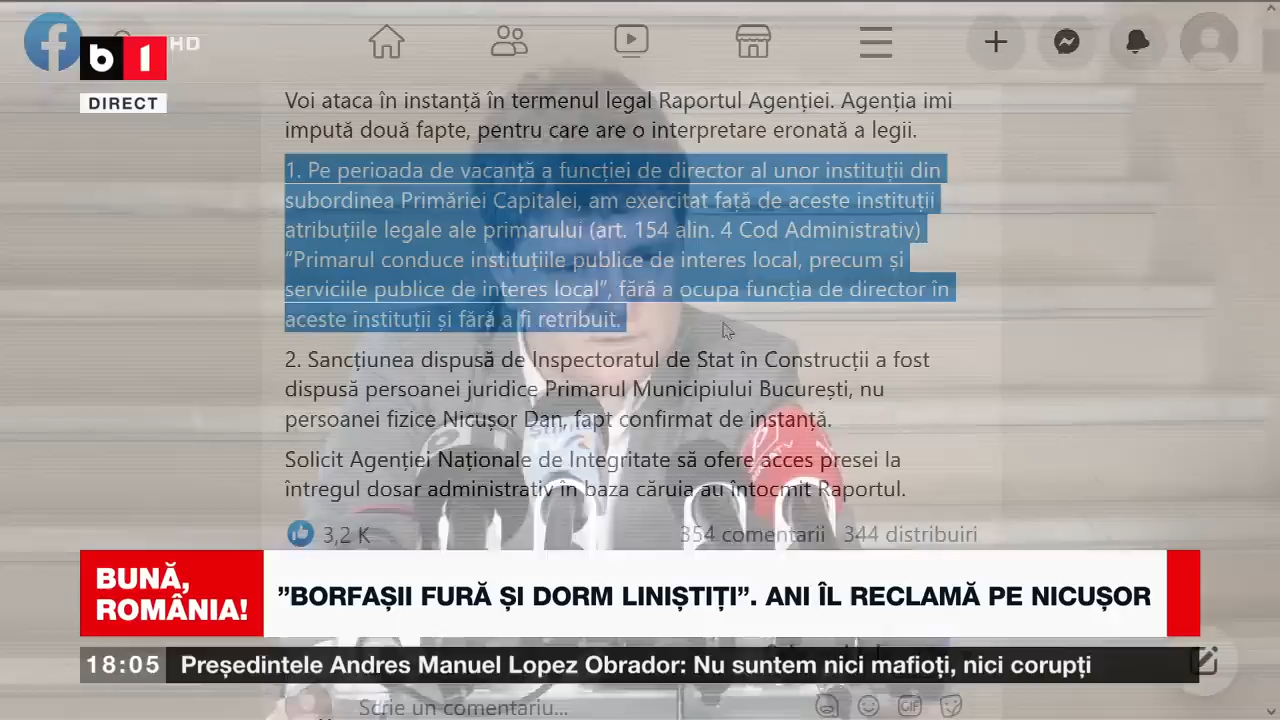 HD
b1
DIRECT
Voi ataca în instanță în termenul legal Raportul Agenției. Agenția imi
impută două fapte, pentru care are o interpretare eronată a legii.
1. Pe perioada de vacanță a funcției de director al unor instituții din
subordinea Primăriei Capitalei, am exercitat față de aceste instituții
atribuțiile legale ale primarului (art. 154 alin. 4 Cod Administrativ)
“Primarul conduce instituțiile publice de interes local, precum și
serviciile publice de interes local”, fără a ocupa funcția de director în
aceste instituții și fără a fi retribuit.
2. Sancțiunea dispusă de Inspectoratul de Stat în Construcții a fost
dispusă persoanei juridice Primarul Municipiului București, nu
persoanei fizice Nicușor Dan, fapt confirmat de instanță.
Solicit Agenției Naționale de Integritate să ofere acces presei la
întregul dosar administrativ în baza căruia au întocmit Raportul.
3,2 K 354 comentarii 344 distribuiri
BUNĂ,
ROMÂNIA!
”BORFAȘII FURĂ ȘI DORM LINIȘTIȚI”. ANI ÎL RECLAMĂ PE NICUȘOR
18:05 Președintele Andres Manuel Lopez Obrador: Nu suntem nici mafioți, nici corupți
Scrie un comentariu...
GIF